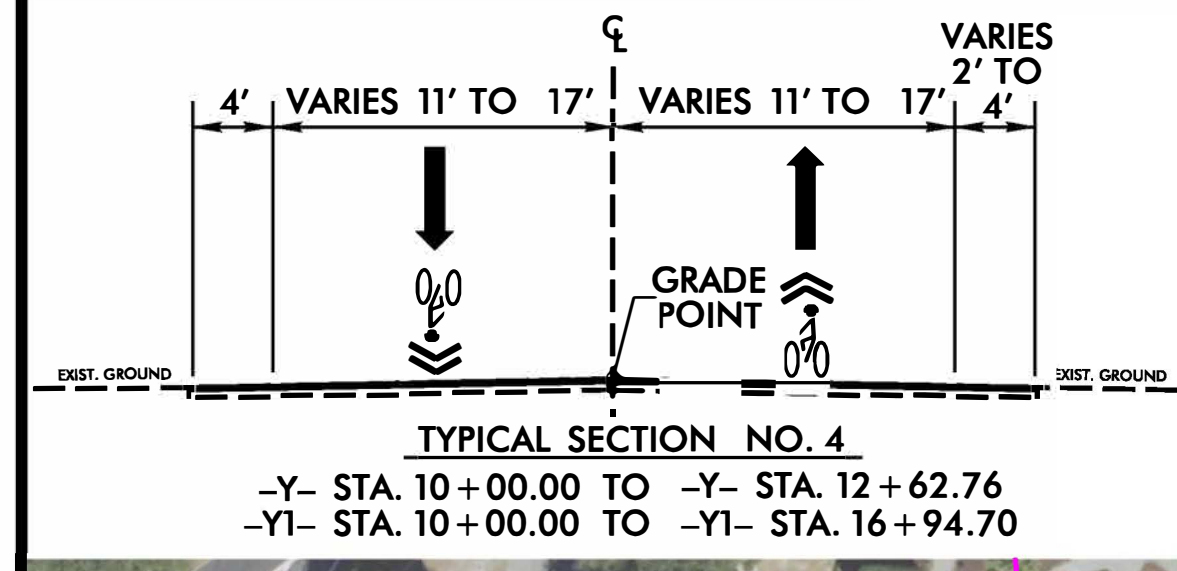 ℄
VARIES
2' TO
4'
4' VARIES 11' TO 17' VARIES 11' TO 17'
GRADE
POINT
EXIST. GROUND
EXIST. GROUND
TYPICAL SECTION NO. 4
-Y- STA. 10+00.00 TO -Y- STA. 12+62.76
-Y1- STA. 10+00.00 TO -Y1- STA. 16+94.70